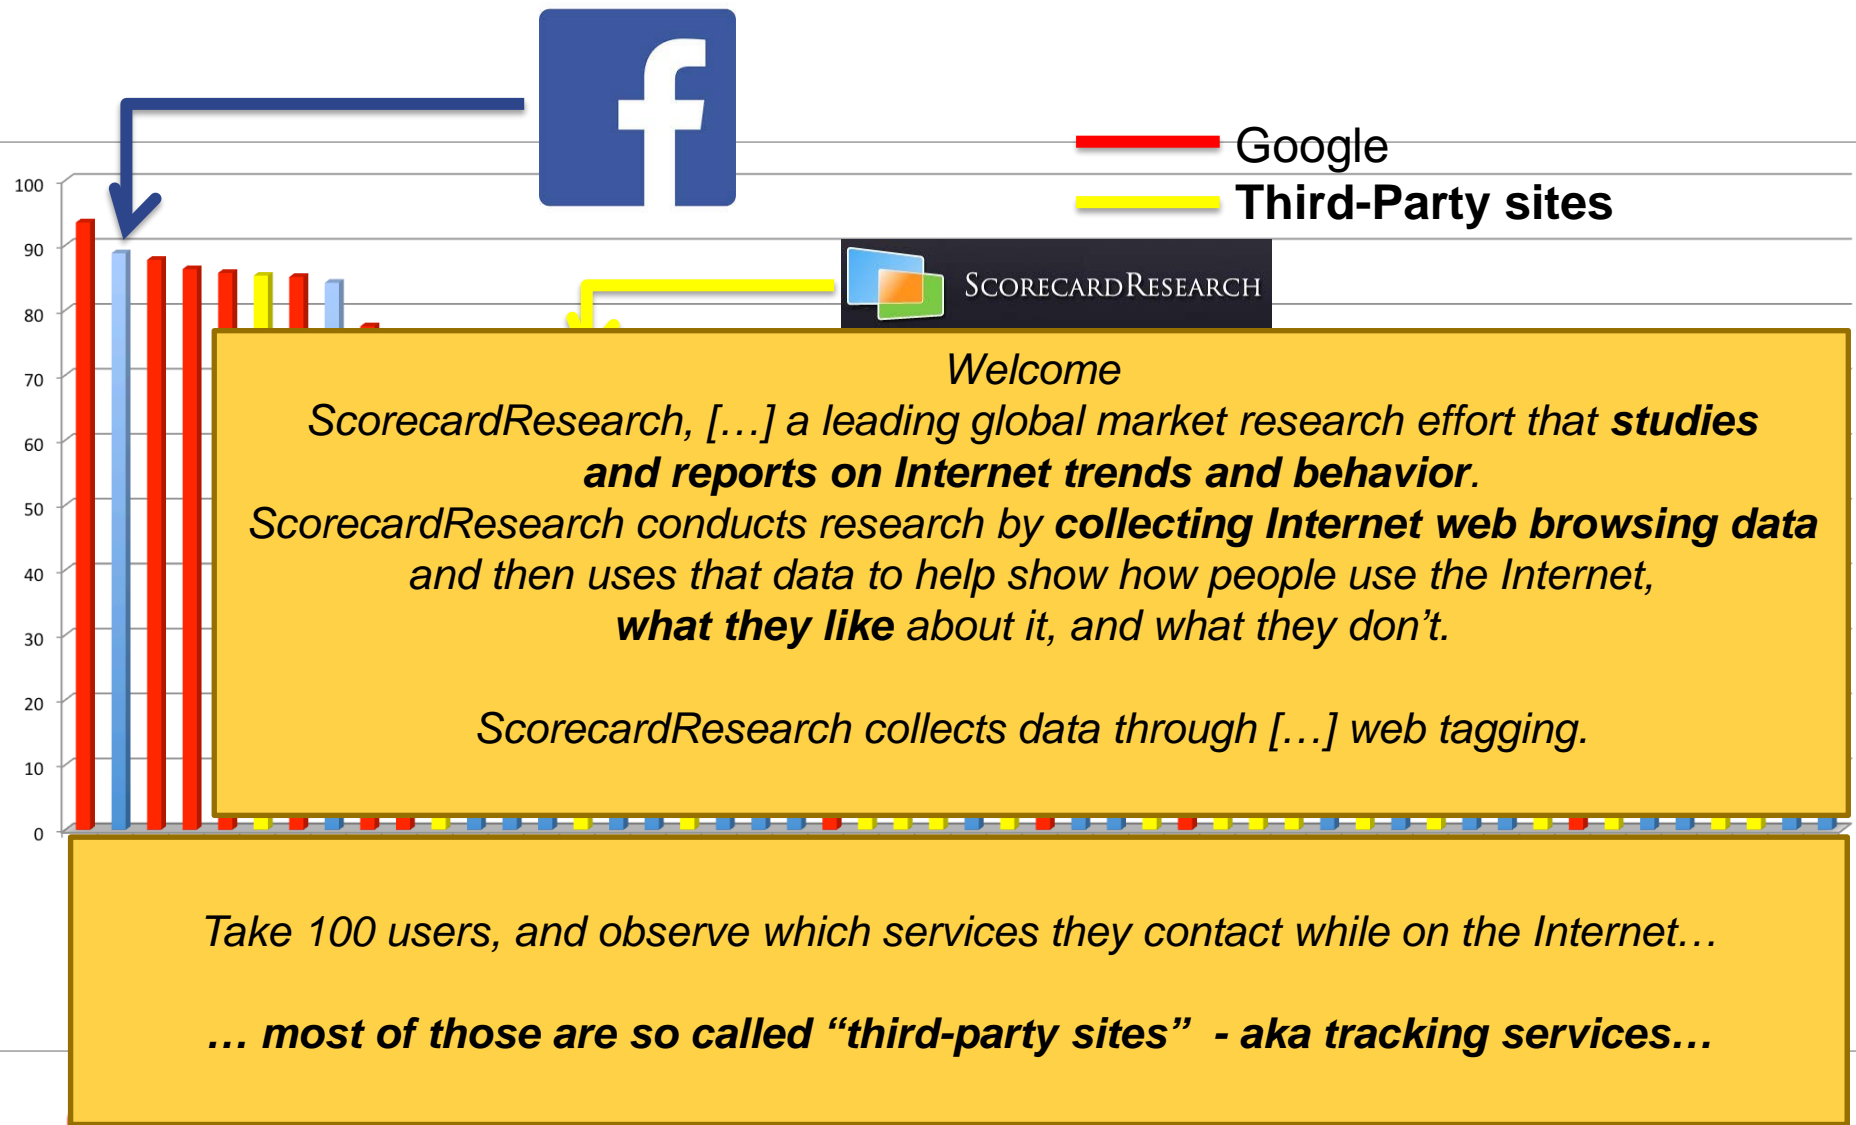 Google
Third-Party sites
SCORECARDRESEARCH
100
90
80
70
60
50
40
30
20
10
0
Welcome
ScorecardResearch, […] a leading global market research effort that studies
and reports on Internet trends and behavior.
ScorecardResearch conducts research by collecting Internet web browsing data
and then uses that data to help show how people use the Internet,
what they like about it, and what they don’t.
ScorecardResearch collects data through […] web tagging.
Take 100 users, and observe which services they contact while on the Internet…
… most of those are so called “third-party sites” - aka tracking services…